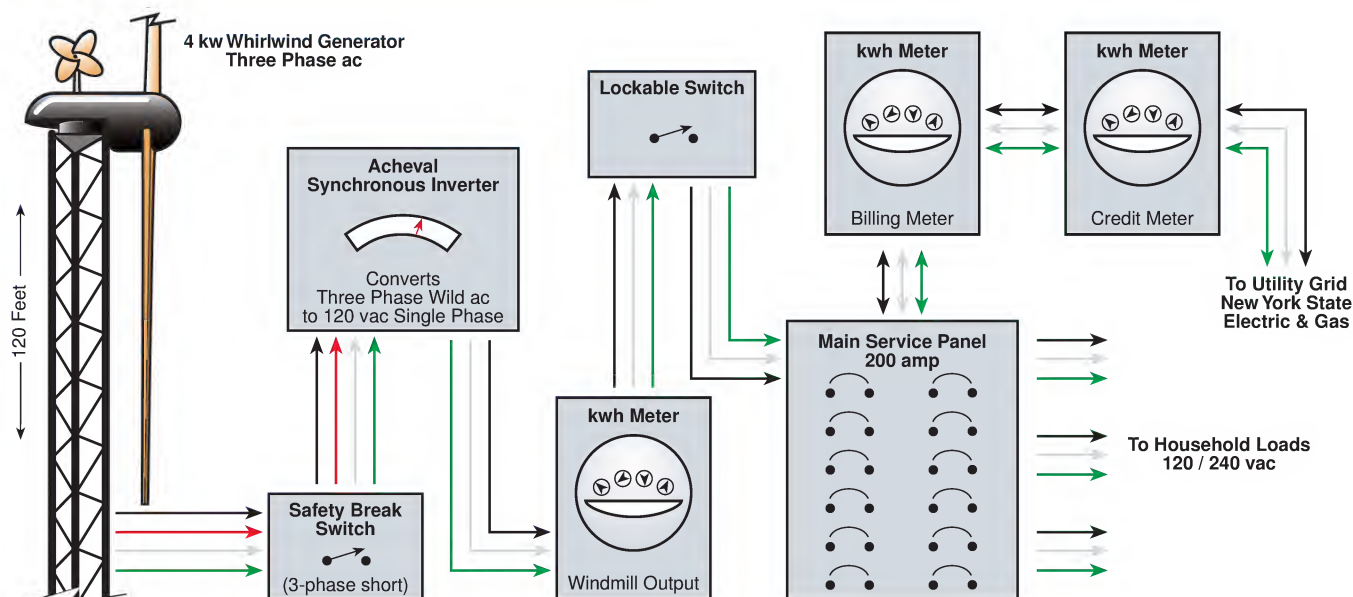 4 kw Whirlwind Generator
Three Phase ac
120 Feet
Acheval
Synchronous Inverter
Converts
Three Phase Wild ac
to 120 vac Single Phase
Safety Break
Switch
(3-phase short)
kwh Meter
Windmill Output
Lockable Switch
kwh Meter
Billing Meter
kwh Meter
Credit Meter
To Utility Grid
New York State
Electric & Gas
Main Service Panel
200 amp
To Household Loads
120 / 240 vac